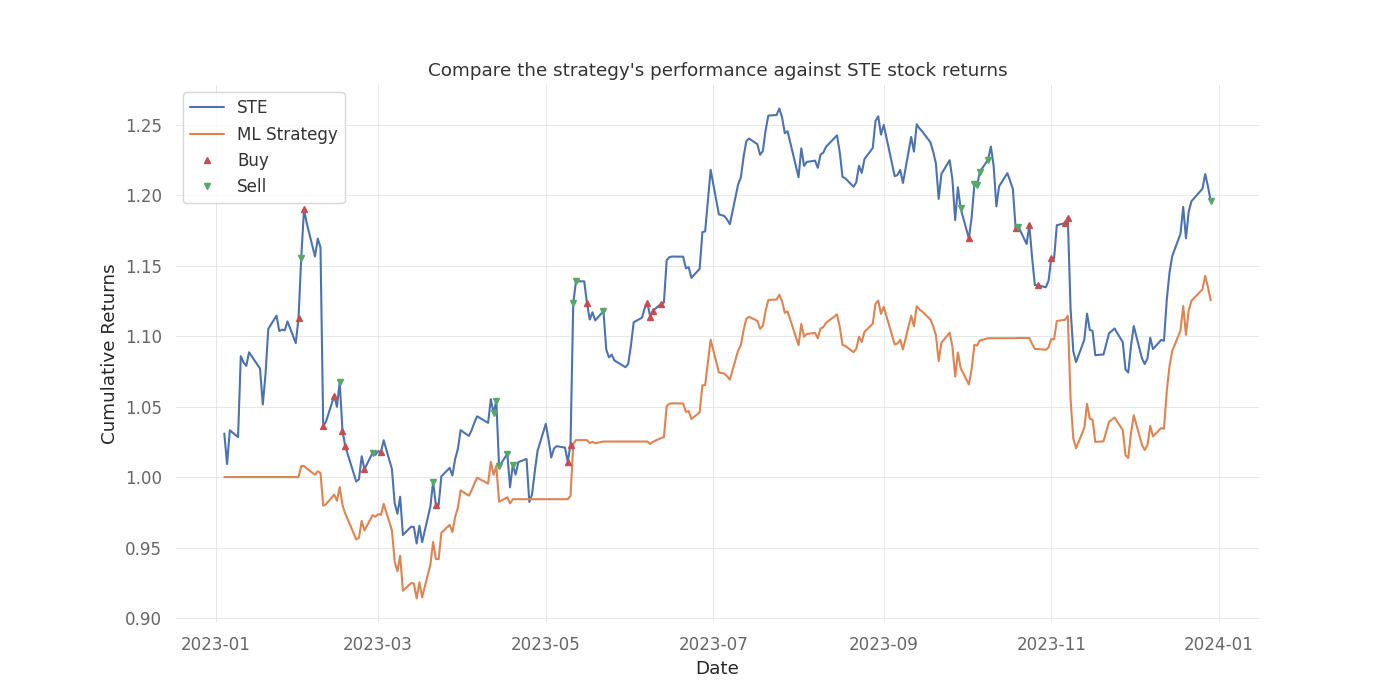 Compare the strategy's performance against STE stock returns
STE
ML Strategy
Buy
Sell
Cumulative Returns
1.25
1.20
1.15
1.10
1.05
1.00
0.95
0.90
2023-01 2023-03 2023-05 2023-07 2023-09 2023-11 2024-01
Date